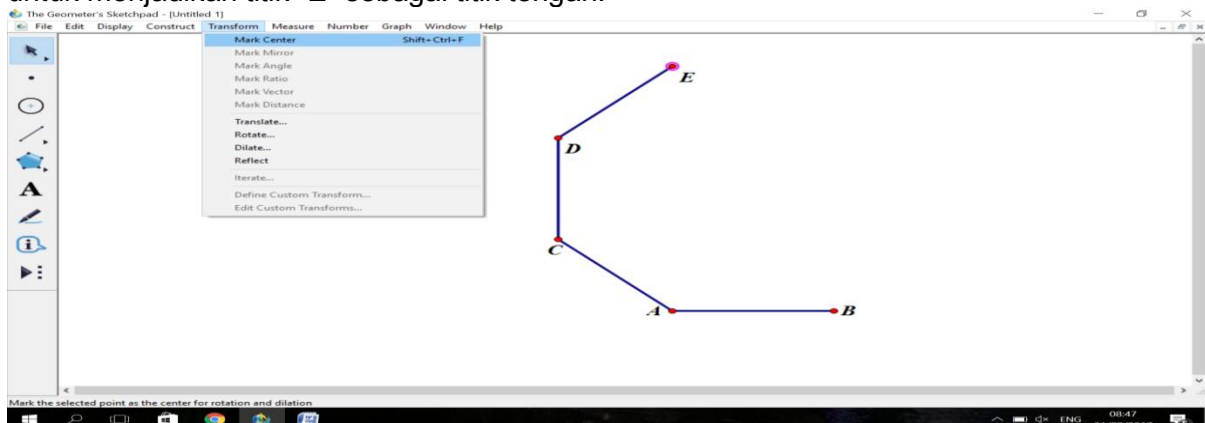 untuk menjadikan titik "E" sebagai titik tengah.
The Geometer's Sketchpad - [Untitled 1]
File Edit Display Construct Transform Measure Number Graph Window Help
Mark Center Shift+Ctrl+F
Mark Mirror
Mark Angle
Mark Ratio
Mark Vector
Mark Distance
Translate...
Rotate...
Dilate...
Reflect
Iterate...
Define Custom Transform...
Edit Custom Transforms...
E
D
C
A B
A
Mark the selected point as the center for rotation and dilation
ENG 08:47